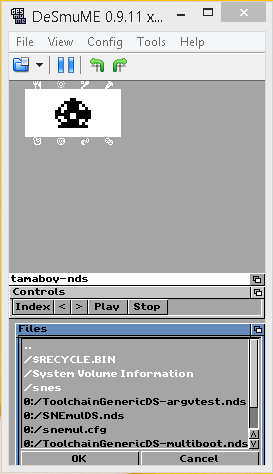 DeSmuME 0.9.11 x...
File View Config Tools
tamaboy-nds
Controls
Index < > Play Stop
Files
..
/$RECYCLE.BIN
/System Volume Information
/snes
0:/ToolchainGenericDS-argvtest.nds
0:/SNEmulDS.nds
0:/snemul.cfg
0:/ToolchainGenericDS-multiboot.nds
OK Cancel